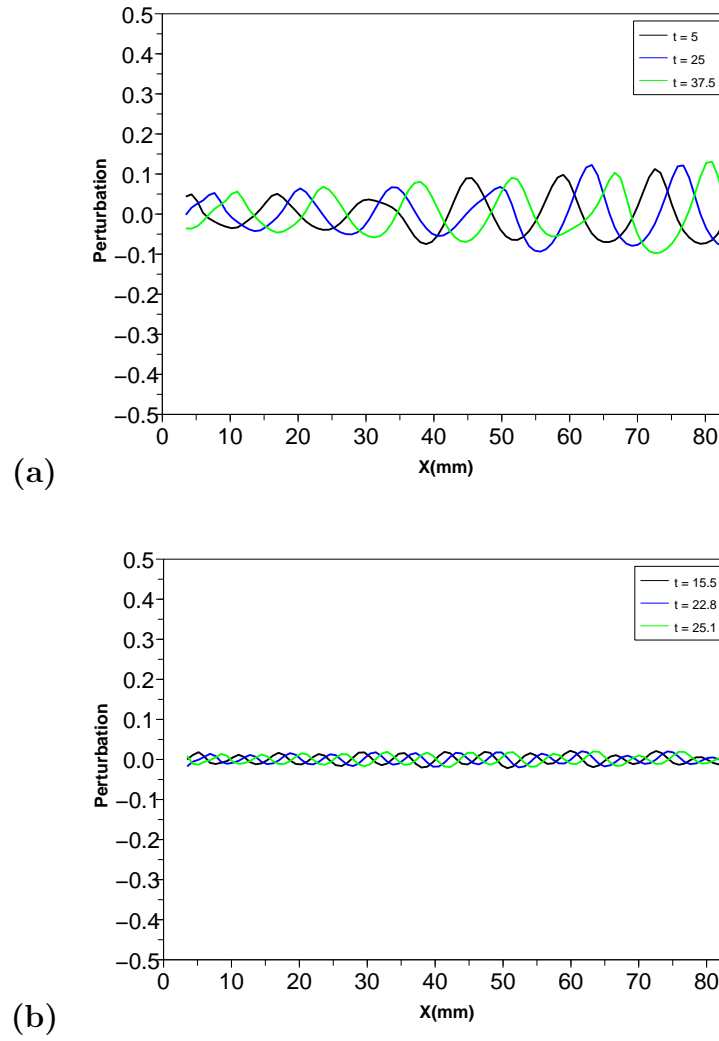 0.5
0.4
0.3
0.2
0.1
0.0
−0.1
−0.2
−0.3
−0.4
−0.5
Perturbation
t = 5
t = 25
t = 37.5
0 10 20 30 40 50 60 70 80
X(mm)
(a)
0.5
0.4
0.3
0.2
0.1
0.0
−0.1
−0.2
−0.3
−0.4
−0.5
Perturbation
t = 15.5
t = 22.8
t = 25.1
0 10 20 30 40 50 60 70 80
X(mm)
(b)